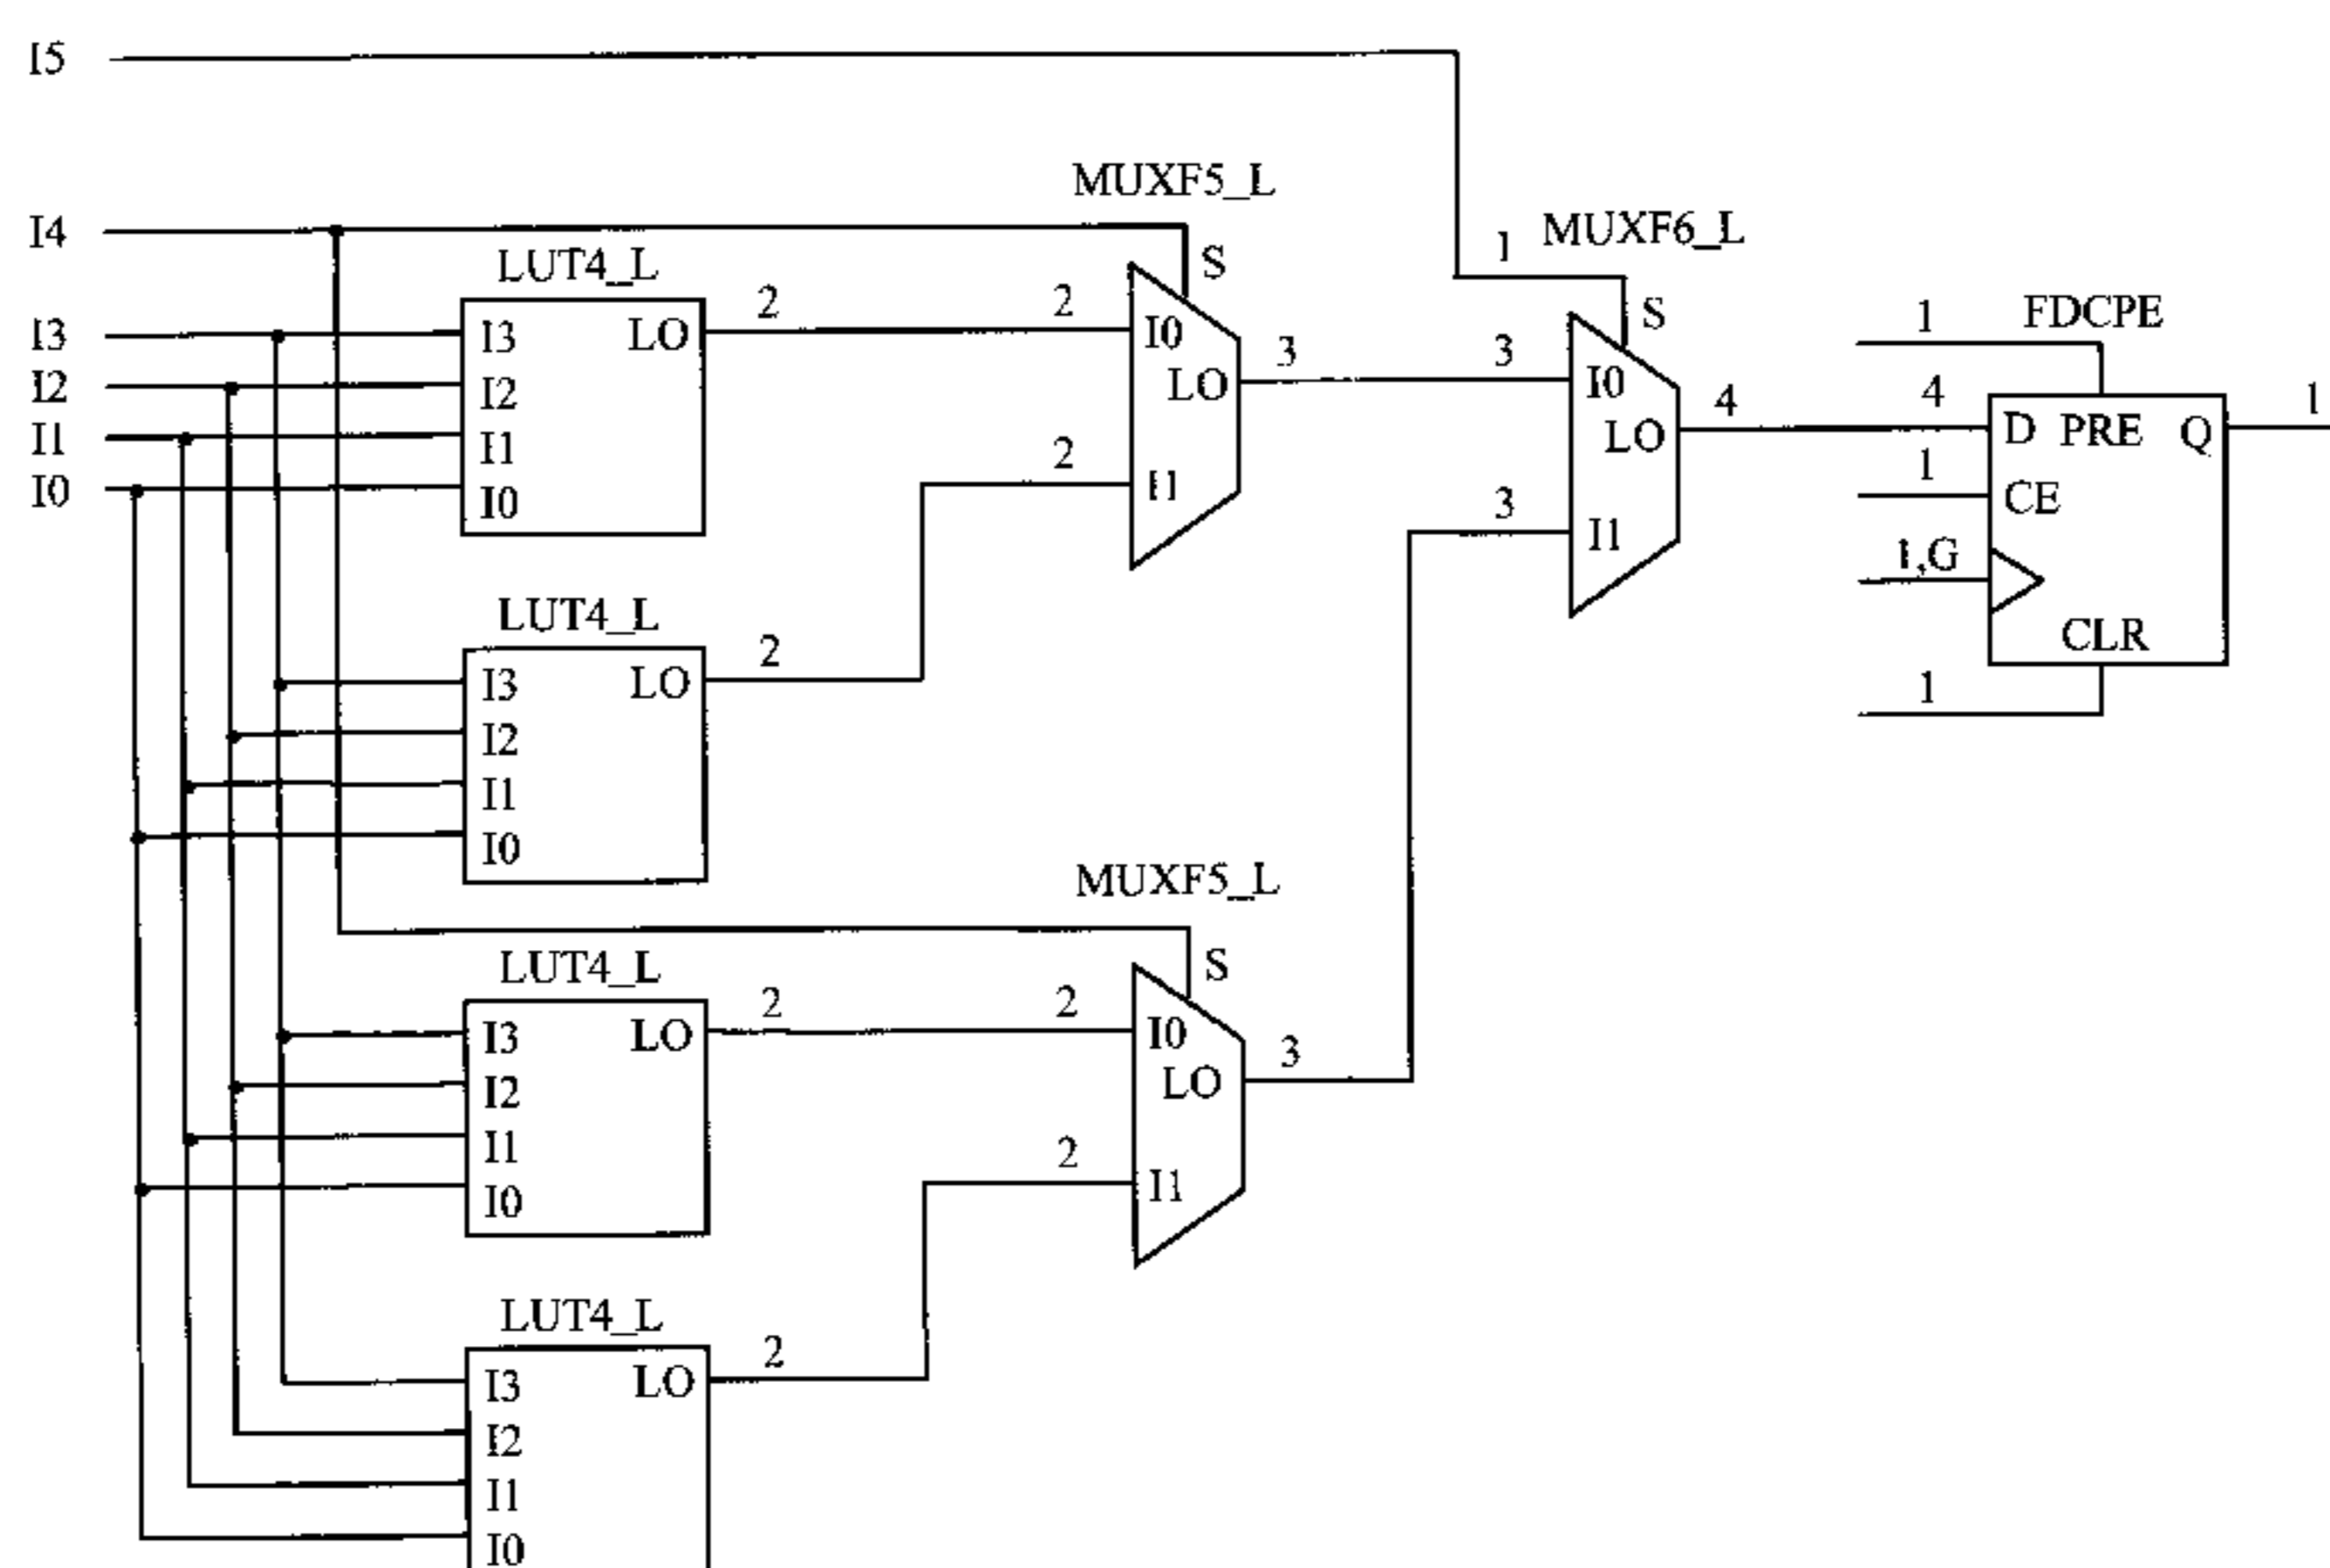 I5
MUXF5_L
I4
LUT4_L
S
1
MUXF6_L
I3
I3
LO
2
2
I0
3
3
S
1
FDCPE
I2
I2
LO
I0
4
4
D
PRE
Q
1
I1
I1
LO
1
CE
I0
I0
2
I1
3
I1
1,G
CLR
1
LUT4_L
I3
LO
2
I2
I1
I0
MUXF5_L
LUT4_L
S
I3
LO
2
2
I0
I2
LO
3
I1
2
I1
I0
LUT4_L
I3
LO
2
I2
I1
I0